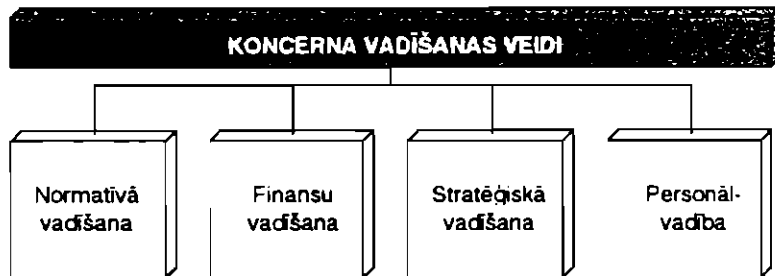 KONCERNA VADĪŠANAS VEIDI
Normatīvā
vadīšana
Finansu
vadīšana
Stratēģiskā
vadīšana
Personāl-
vadība